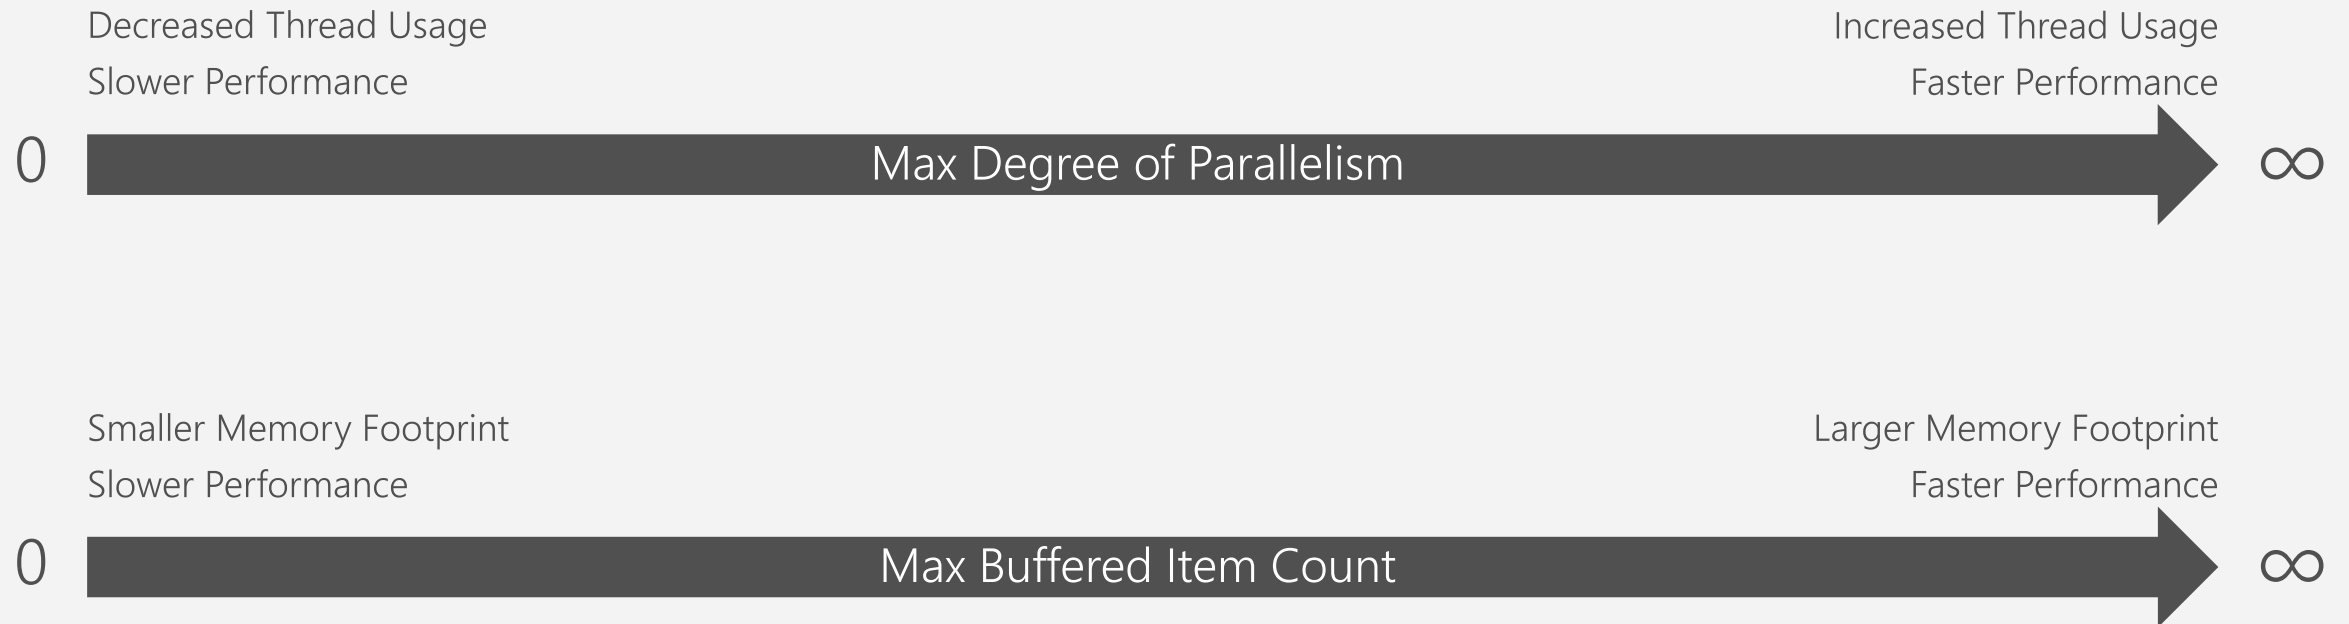 Decreased Thread Usage
Increased Thread Usage
Slower Performance
Faster Performance
0
Max Degree of Parallelism
∞
Smaller Memory Footprint
Larger Memory Footprint
Slower Performance
Faster Performance
0
Max Buffered Item Count
∞